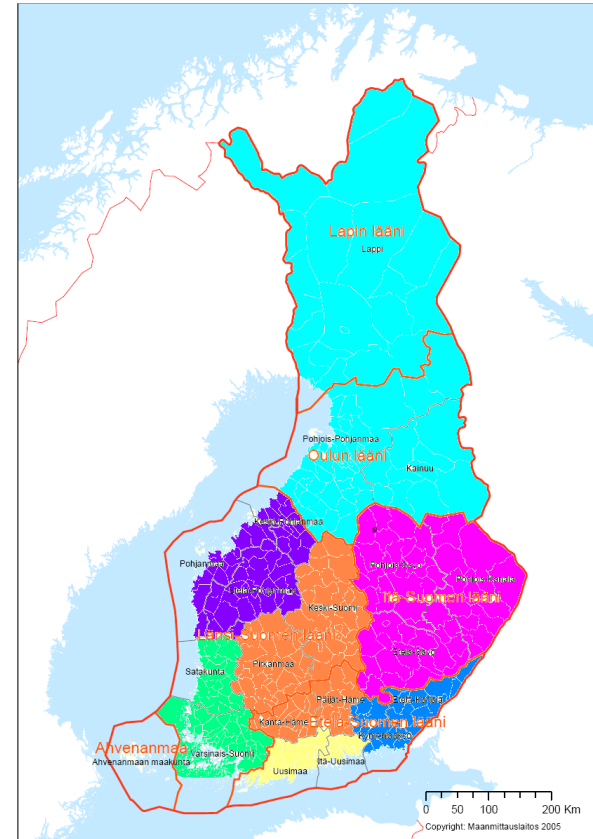 Lapin lääni
Lappi
Pohjois-Pohjanmaa
Oulun lääni
Kainuu
Keski-Pohjanmaa
Pohjanmaa
Pohjois-Savo
Pohjois-Karjala
Etelä-Pohjanmaa
Itä-Suomen lääni
Keski-Suomi
Länsi-Suomen lääni
Etelä-Savo
Pirkanmaa
Satakunta
Päijät-Häme
Etelä-Karjala
Kanta-Häme
Etelä-Suomen lääni
Kymenlaakso
Ahvenanmaa
Ahvenanmaan maakunta
Varsinais-Suomi
Itä-Uusimaa
Uusimaa
0 50 100 200 Km
Copyright: Maanmittauslaitos 2005